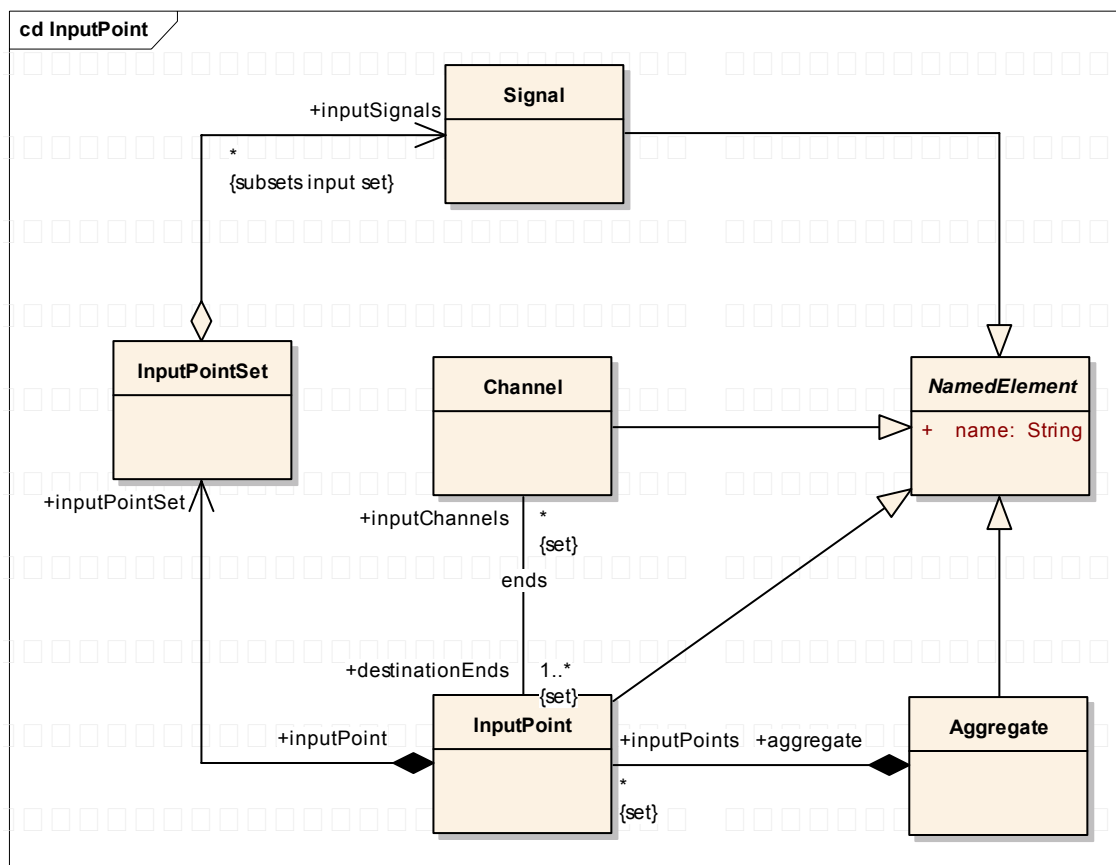 cd InputPoint
Signal
+inputSignals
*
{subsets input set}
InputPointSet
Channel
NamedElement
+ name: String
+inputPointSet
+inputChannels *
{set}
ends
+destinationEnds 1..*
{set}
InputPoint
Aggregate
+inputPoint
+inputPoints +aggregate
*
{set}